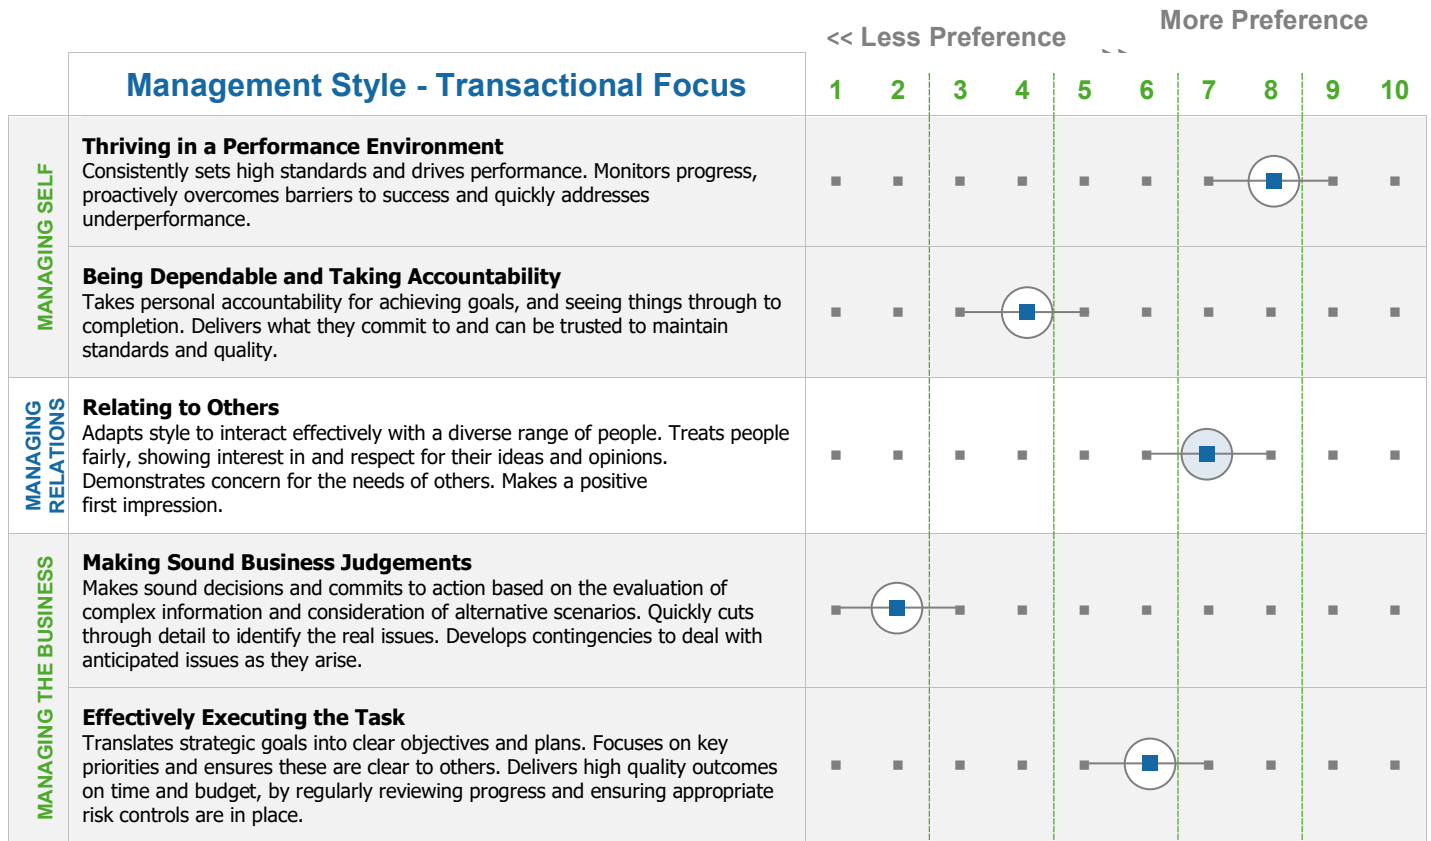 << Less Preference
More Preference
>>
Management Style - Transactional Focus
1 2 3 4 5 6 7 8 9 10
MANAGING SELF
Thriving in a Performance Environment
Consistently sets high standards and drives performance. Monitors progress,
proactively overcomes barriers to success and quickly addresses
underperformance.
Being Dependable and Taking Accountability
Takes personal accountability for achieving goals, and seeing things through to
completion. Delivers what they commit to and can be trusted to maintain
standards and quality.
MANAGING
RELATIONS
Relating to Others
Adapts style to interact effectively with a diverse range of people. Treats people
fairly, showing interest in and respect for their ideas and opinions.
Demonstrates concern for the needs of others. Makes a positive
first impression.
MANAGING THE BUSINESS
Making Sound Business Judgements
Makes sound decisions and commits to action based on the evaluation of
complex information and consideration of alternative scenarios. Quickly cuts
through detail to identify the real issues. Develops contingencies to deal with
anticipated issues as they arise.
Effectively Executing the Task
Translates strategic goals into clear objectives and plans. Focuses on key
priorities and ensures these are clear to others. Delivers high quality outcomes
on time and budget, by regularly reviewing progress and ensuring appropriate
risk controls are in place.